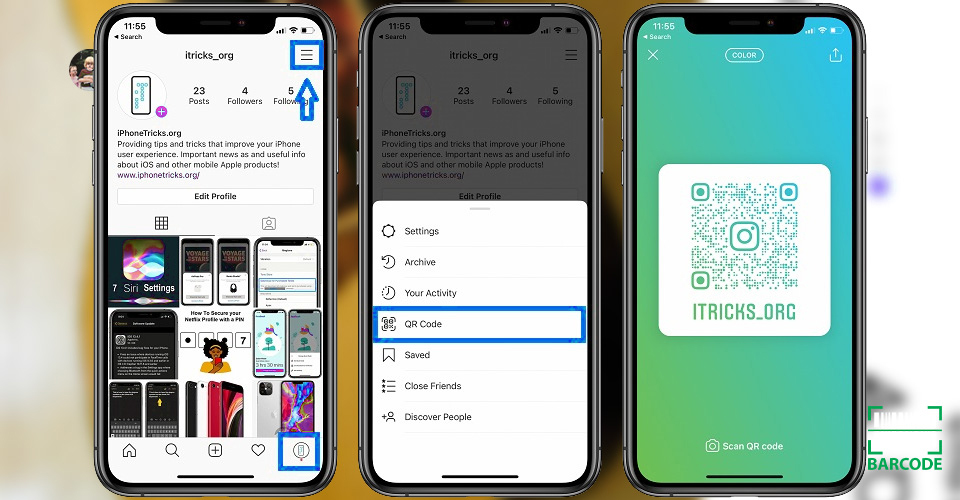 11:55
Search
itricks_org
23
Posts
4
Followers
5
Following
iPhoneTricks.org
Providing tips and tricks that improve your iPhone
user experience. Important news as and useful info
about iOS and other mobile Apple products!
www.iphonetricks.org/
Edit Profile
VOYAGE
STARS
VOYAGE
STARS
7 Siri Settings
Software Update
How To Secure your
Netflix Profile with a PIN
7
3 hrs 30 mins
11:55
Search
itricks_org
23
Posts
4
Followers
5
Following
iPhoneTricks.org
Providing tips and tricks that improve your iPhone
user experience. Important news as and useful info
about iOS and other mobile Apple products!
www.iphonetricks.org/
Edit Profile
Settings
Archive
Your Activity
QR Code
Saved
Close Friends
Discover People
11:55
Search
COLOR
ITRICKS_ORG
Scan QR code
BARCODE